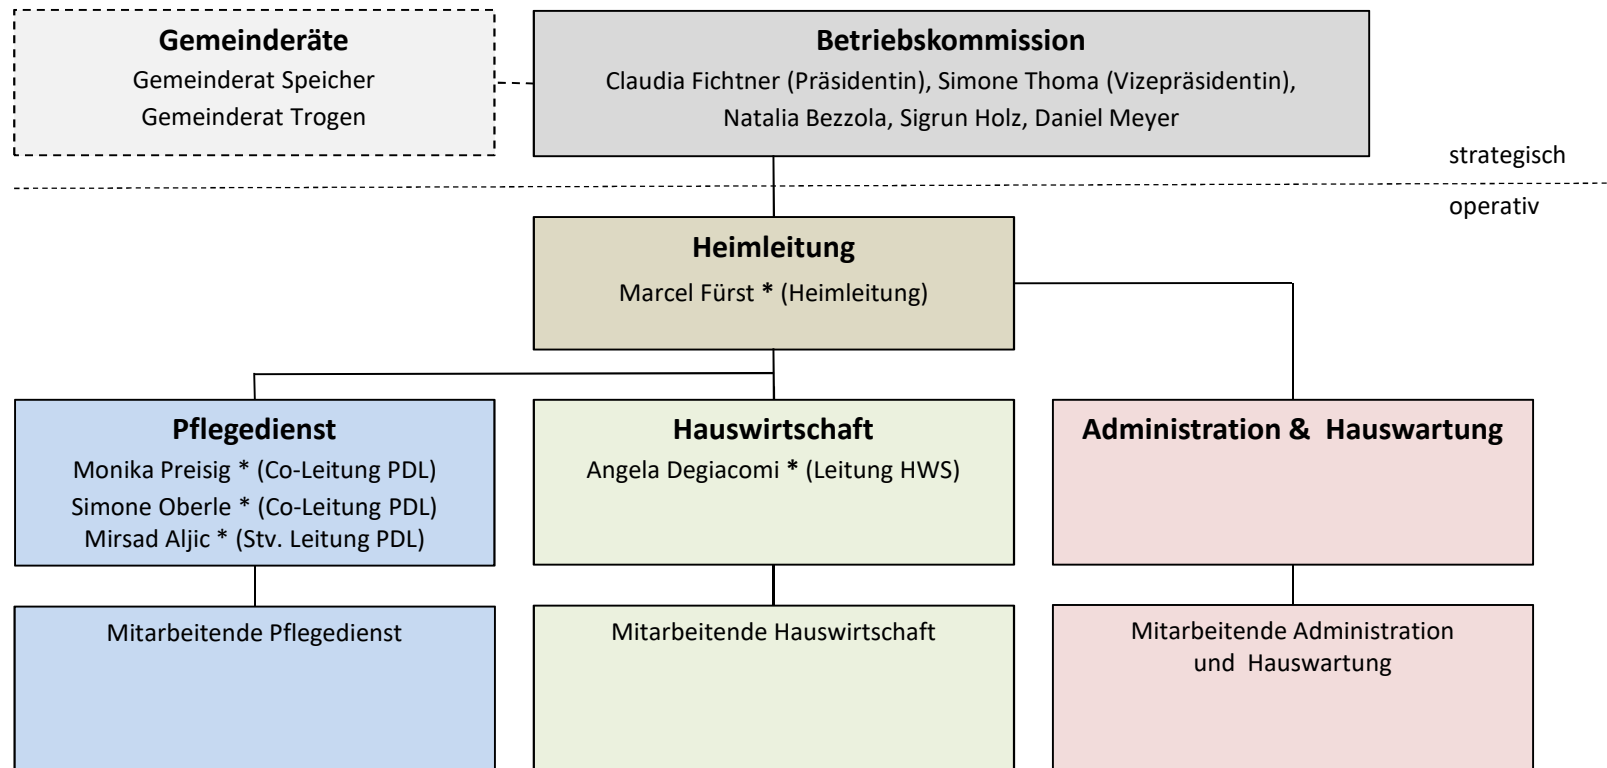 Gemeinderäte
Gemeinderat Speicher
Gemeinderat Trogen
Betriebskommission
Claudia Fichtner (Präsidentin), Simone Thoma (Vizepräsidentin),
Natalia Bezzola, Sigrun Holz, Daniel Meyer
strategisch
operativ
Heimleitung
Marcel Fürst * (Heimleitung)
Pflegedienst
Monika Preisig * (Co-Leitung PDL)
Simone Oberle * (Co-Leitung PDL)
Mirsad Aljic * (Stv. Leitung PDL)
Hauswirtschaft
Angela Degiacomi * (Leitung HWS)
Administration & Hauswartung
Mitarbeitende Pflegedienst
Mitarbeitende Hauswirtschaft
Mitarbeitende Administration
und Hauswartung